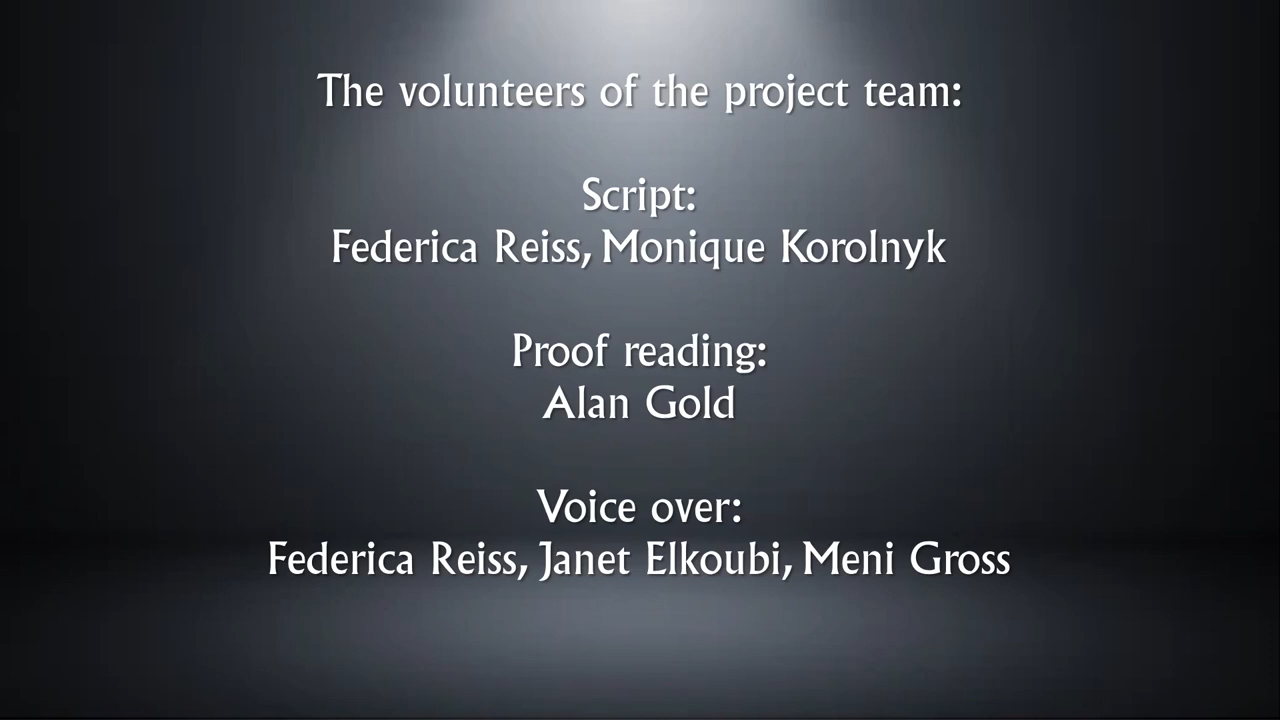 The volunteers of the project team:
Script:
Federica Reiss, Monique Korolnyk
Proof reading:
Alan Gold
Voice over:
Federica Reiss, Janet Elkoubi, Meni Gross